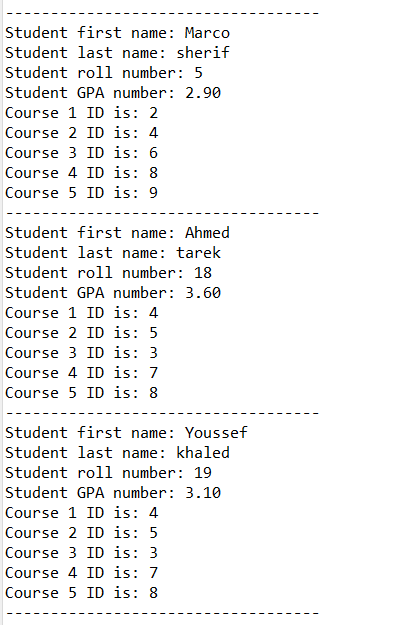 -----------------------------------
Student first name: Marco
Student last name: sherif
Student roll number: 5
Student GPA number: 2.90
Course 1 ID is: 2
Course 2 ID is: 4
Course 3 ID is: 6
Course 4 ID is: 8
Course 5 ID is: 9
-----------------------------------
Student first name: Ahmed
Student last name: tarek
Student roll number: 18
Student GPA number: 3.60
Course 1 ID is: 4
Course 2 ID is: 5
Course 3 ID is: 3
Course 4 ID is: 7
Course 5 ID is: 8
-----------------------------------
Student first name: Youssef
Student last name: khaled
Student roll number: 19
Student GPA number: 3.10
Course 1 ID is: 4
Course 2 ID is: 5
Course 3 ID is: 3
Course 4 ID is: 7
Course 5 ID is: 8
-----------------------------------